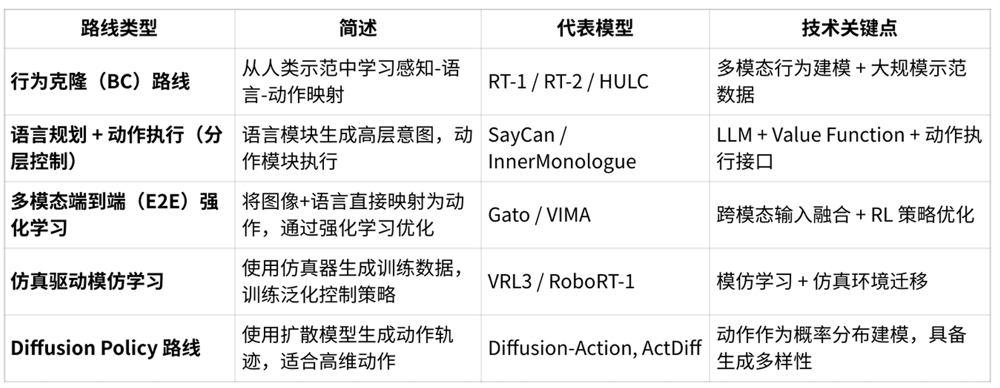 路线类型
简述
代表模型
技术关键点
行为克隆（BC）路线
从人类示范中学习感知-语
言-动作映射
RT-1 / RT-2 / HULC
多模态行为建模 + 大规模示范
数据
语言规划 + 动作执行（分
层控制）
语言模块生成高层意图，动
作模块执行
SayCan /
InnerMonologue
LLM + Value Function + 动作执
行接口
多模态端到端（E2E）强
化学习
将图像+语言直接映射为动
作，通过强化学习优化
Gato / VIMA
跨模态输入融合 + RL 策略优化
仿真驱动模仿学习
使用仿真器生成训练数据，
训练泛化控制策略
VRL3 / RoboRT-1
模仿学习 + 仿真环境迁移
Diffusion Policy 路线
使用扩散模型生成动作轨
迹，适合高维动作
Diffusion-Action, ActDiff
动作作为概率分布建模，具备
生成多样性